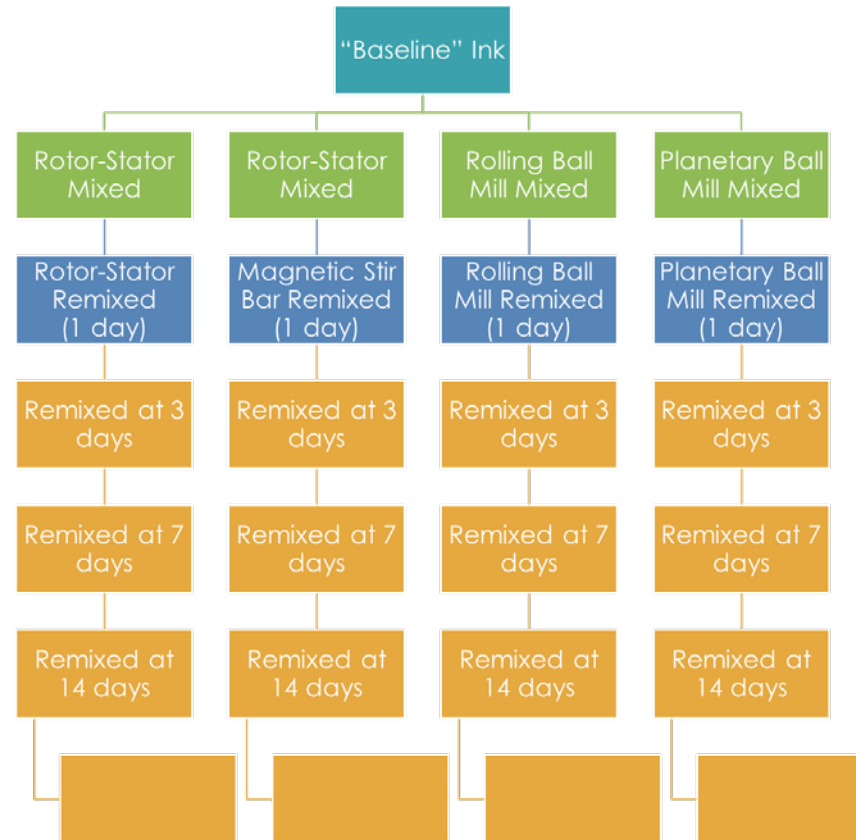 “Baseline” Ink
Rotor-Stator
Mixed
Rotor-Stator
Mixed
Rolling Ball
Mill Mixed
Planetary Ball
Mill Mixed
Rotor-Stator
Remixed
(1 day)
Magnetic Stir
Bar Remixed
(1 day)
Rolling Ball
Mill Remixed
(1 day)
Planetary Ball
Mill Remixed
(1 day)
Remixed at 3
days
Remixed at 3
days
Remixed at 3
days
Remixed at 3
days
Remixed at 7
days
Remixed at 7
days
Remixed at 7
days
Remixed at 7
days
Remixed at
14 days
Remixed at
14 days
Remixed at
14 days
Remixed at
14 days